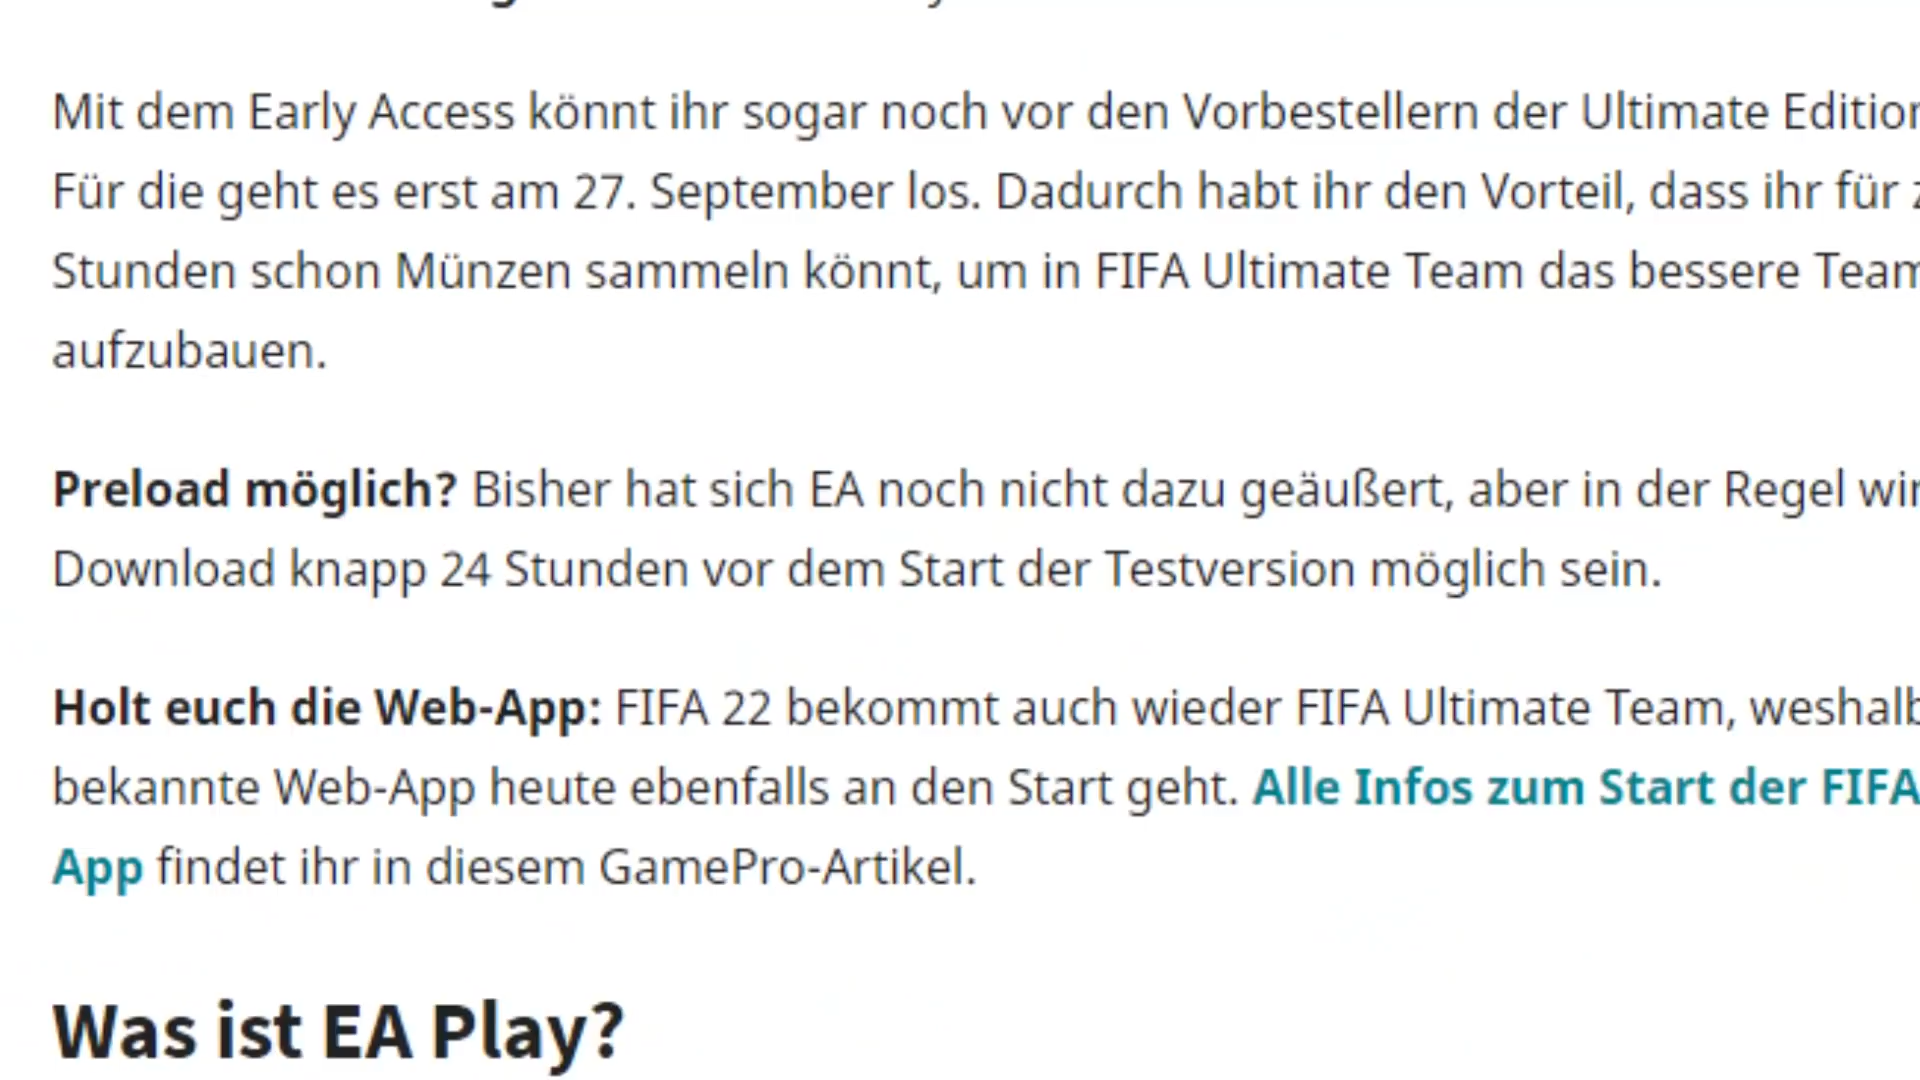 Mit dem Early Access könnt ihr sogar noch vor den Vorbestellern der Ultimate Edition
Für die geht es erst am 27. September los. Dadurch habt ihr den Vorteil, dass ihr für
Stunden schon Münzen sammeln könnt, um in FIFA Ultimate Team das bessere Team
aufzubauen.
Preload möglich? Bisher hat sich EA noch nicht dazu geäußert, aber in der Regel
Download knapp 24 Stunden vor dem Start der Testversion möglich sein.
Holt euch die Web-App: FIFA 22 bekommt auch wieder FIFA Ultimate Team, weshalb
bekannte Web-App heute ebenfalls an den Start geht. Alle Infos zum Start der FIFA
App findet ihr in diesem GamePro-Artikel.
Was ist EA Play?